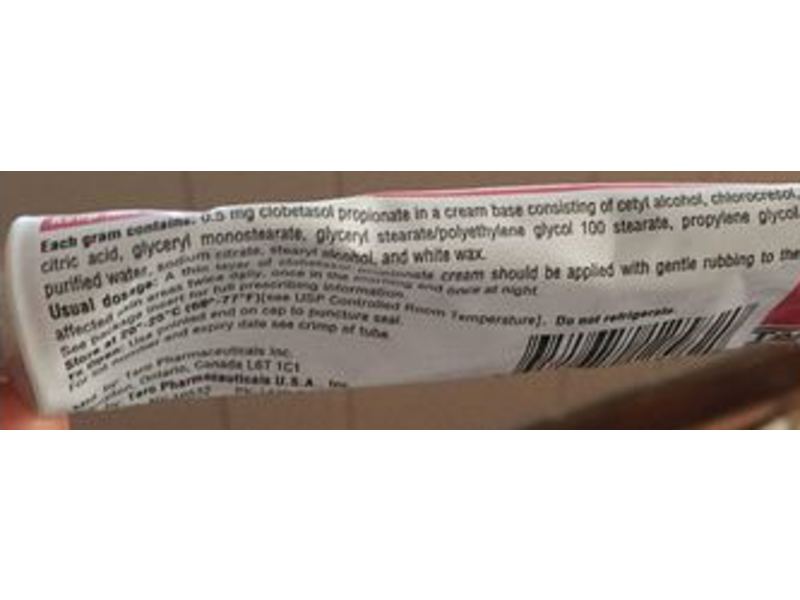 Each gram contains: 0.5 mg clobetasol propionate in a cream base consisting of cetyl alcohol, chlorocresol,
citric acid, glyceryl monostearate, glyceryl stearate/polyethylene glycol 100 stearate, propylene glycol,
purified water, sodium citrate, stearyl alcohol, and white wax.
Usual dosage: A thin layer of clobetasol propionate cream should be applied with gentle rubbing to the
affected skin areas twice daily, once in the morning and once at night.
See package insert for full prescribing information.
Store at 20°-25°C (68°-77°F) [see USP Controlled Room Temperature]. Do not refrigerate.
To open: Use pointed end on cap to puncture seal.
For lot number and expiry date see crimp of tube.
by: Taro Pharmaceuticals Inc.
Ontario, Canada L6T 1C1
by: Taro Pharmaceuticals U.S.A., Inc.